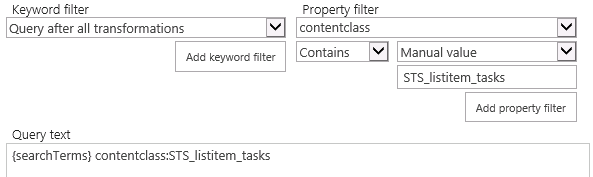 Keyword filter Property filter
Query after all transformations contentclass
Add keyword filter Contains Manual value
STS_listitem_tasks
Add property filter
Query text
{searchTerms} contentclass:STS_listitem_tasks